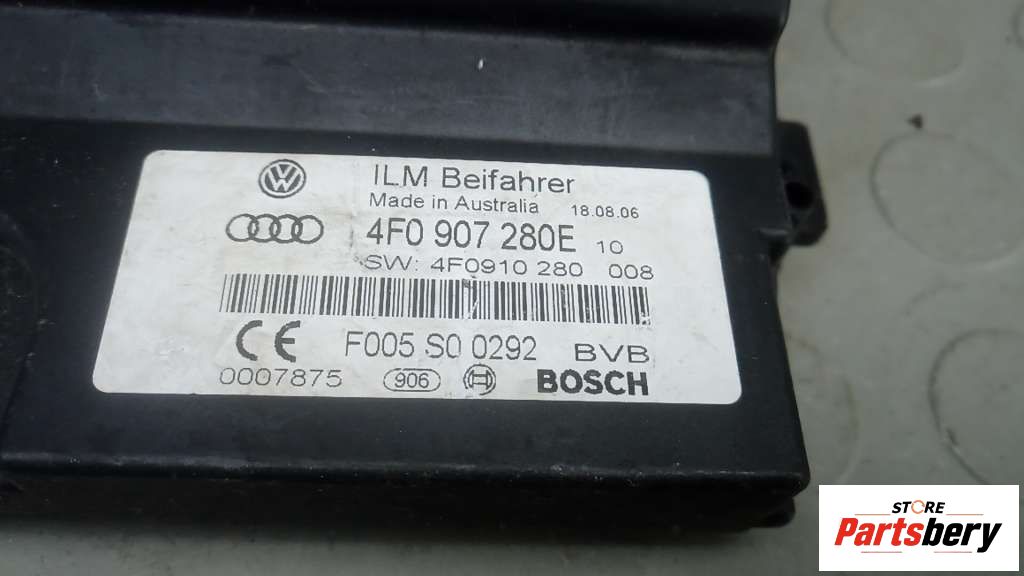 ILM Beifahrer
Made in Australia 18.08.06
4F0 907 280E 10
SW: 4F0910 280 008
CE F005 S0 0292 BVB
0007875 906 BOSCH
STORE
Partsbery